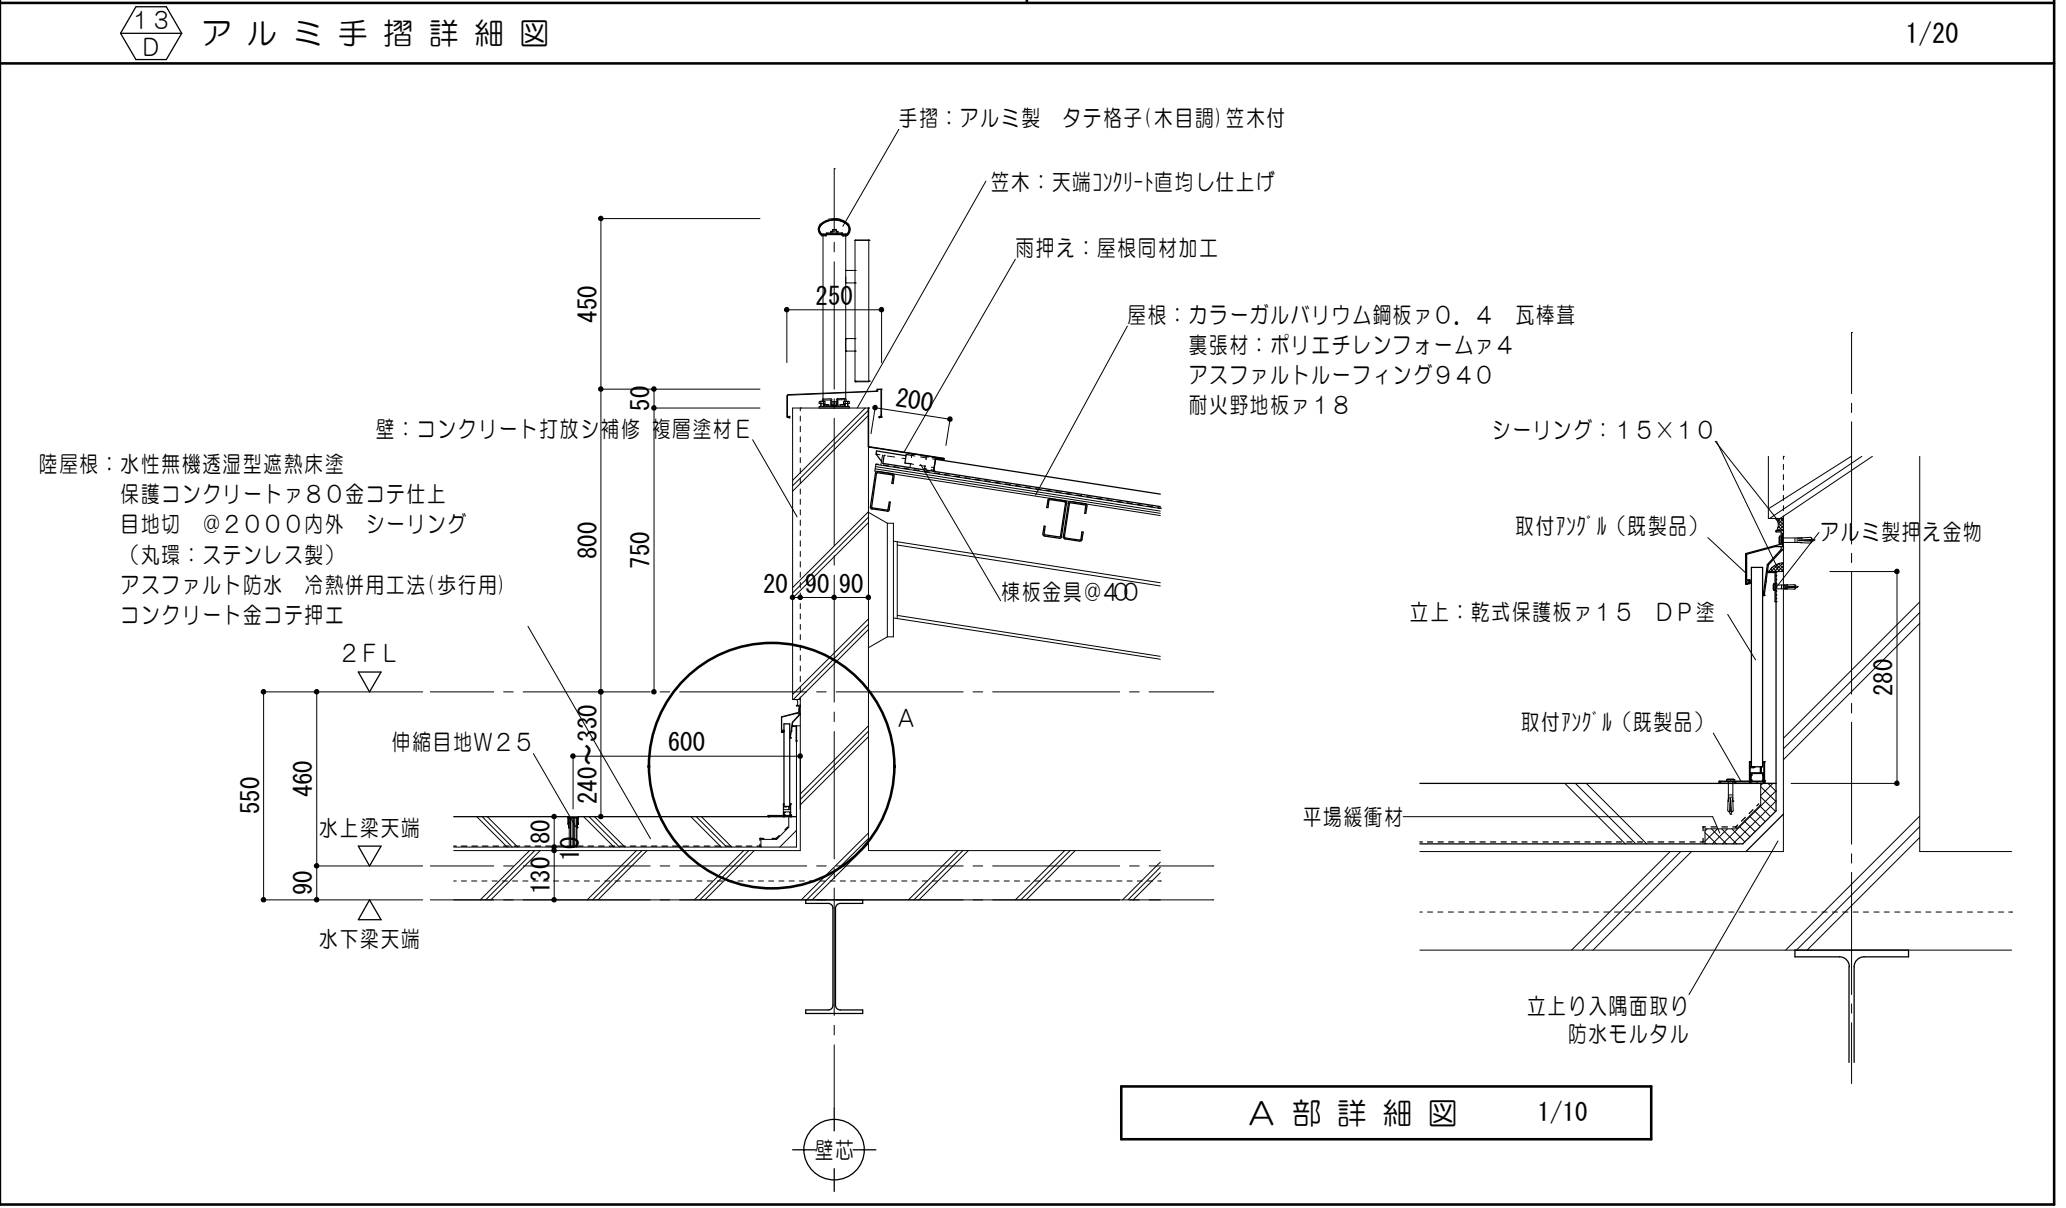 13
D
アルミ手摺詳細図
1/20
手摺：アルミ製　タテ格子(木目調)笠木付
笠木：天端ｺﾝｸﾘｰﾄ直均し仕上げ
雨押え：屋根同材加工
屋根：カラーガルバリウム鋼板ァ０．４　瓦棒葺
裏張材：ポリエチレンフォームァ４
アスファルトルーフィング９４０
耐火野地板ァ１８
450
250
50
200
壁：コンクリート打放シ補修 複層塗材Ｅ
陸屋根：水性無機透湿型遮熱床塗
保護コンクリートァ８０金コテ仕上
目地切　＠２０００内外　シーリング
（丸環：ステンレス製）
アスファルト防水　冷熱併用工法(歩行用)
コンクリート金コテ押エ
800
750
20
90
90
棟板金具＠400
２ＦＬ
A
伸縮目地Ｗ２５
240～330
600
550
460
水上梁天端
80
10
130
90
水下梁天端
壁芯
シーリング：１５×１０
取付ｱﾝｸﾞﾙ（既製品）
アルミ製押え金物
立上：乾式保護板ァ１５　ＤＰ塗
280
取付ｱﾝｸﾞﾙ（既製品）
平場緩衝材
立上り入隅面取り
防水モルタル
Ａ部詳細図
1/10